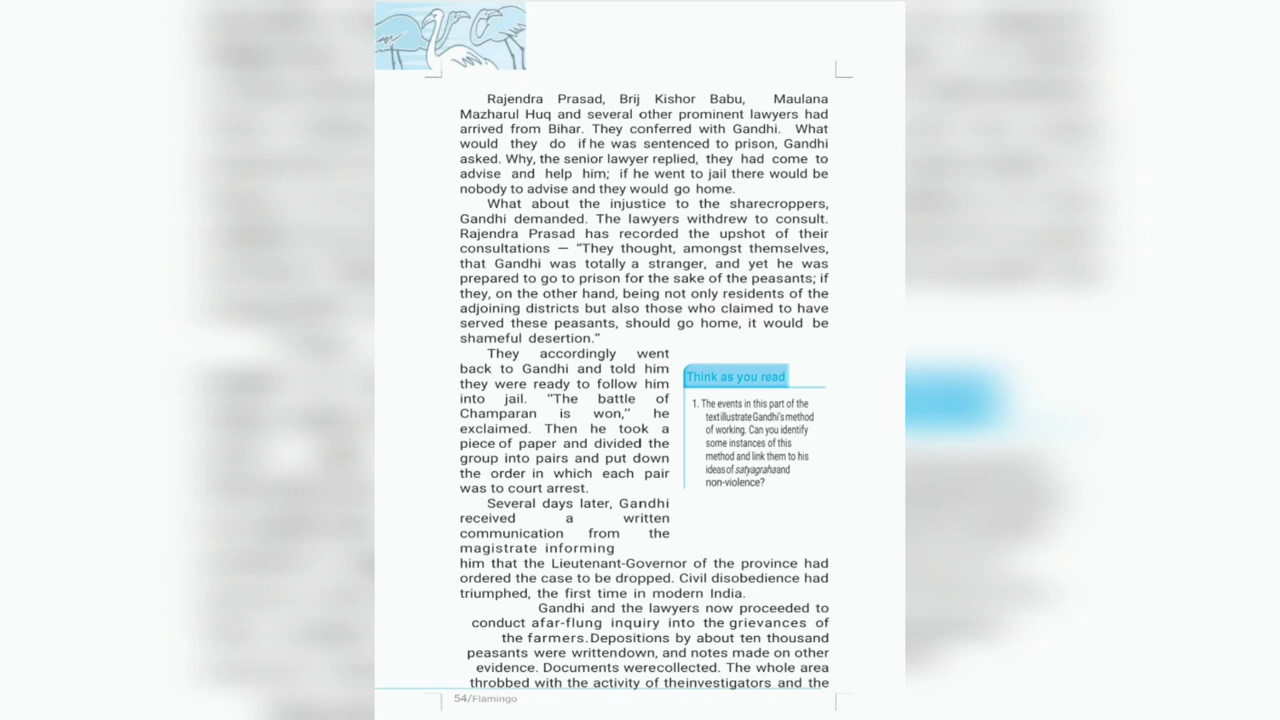 Rajendra Prasad, Brij Kishor Babu, Maulana
Mazharul Huq and several other prominent lawyers had
arrived from Bihar. They conferred with Gandhi. What
would they do if he was sentenced to prison, Gandhi
asked. Why, the senior lawyer replied, they had come to
advise and help him; if he went to jail there would be
nobody to advise and they would go home.
What about the injustice to the sharecroppers,
Gandhi demanded. The lawyers withdrew to consult.
Rajendra Prasad has recorded the upshot of their
consultations — “They thought, amongst themselves,
that Gandhi was totally a stranger, and yet he was
prepared to go to prison for the sake of the peasants; if
they, on the other hand, being not only residents of the
adjoining districts but also those who claimed to have
served these peasants, should go home, it would be
shameful desertion.”
They accordingly went
back to Gandhi and told him
they were ready to follow him
into jail. “The battle of
Champaran is won,” he
exclaimed. Then he took a
piece of paper and divided the
group into pairs and put down
the order in which each pair
was to court arrest.
Several days later, Gandhi
received a written
communication from the
magistrate informing
Think as you read
1. The events in this part of the
textillustrateGandhi's method
of working. Can you identify
some instances of this
method and link them to his
ideas of satyagrahaand
non-violence?
him that the Lieutenant-Governor of the province had
ordered the case to be dropped. Civil disobedience had
triumphed, the first time in modern India.
Gandhi and the lawyers now proceeded to
conduct afar-flung inquiry into the grievances of
the farmers.Depositions by about ten thousand
peasants were writtendown, and notes made on other
evidence. Documents werecollected. The whole area
throbbed with the activity of theinvestigators and the
54/Flamingo